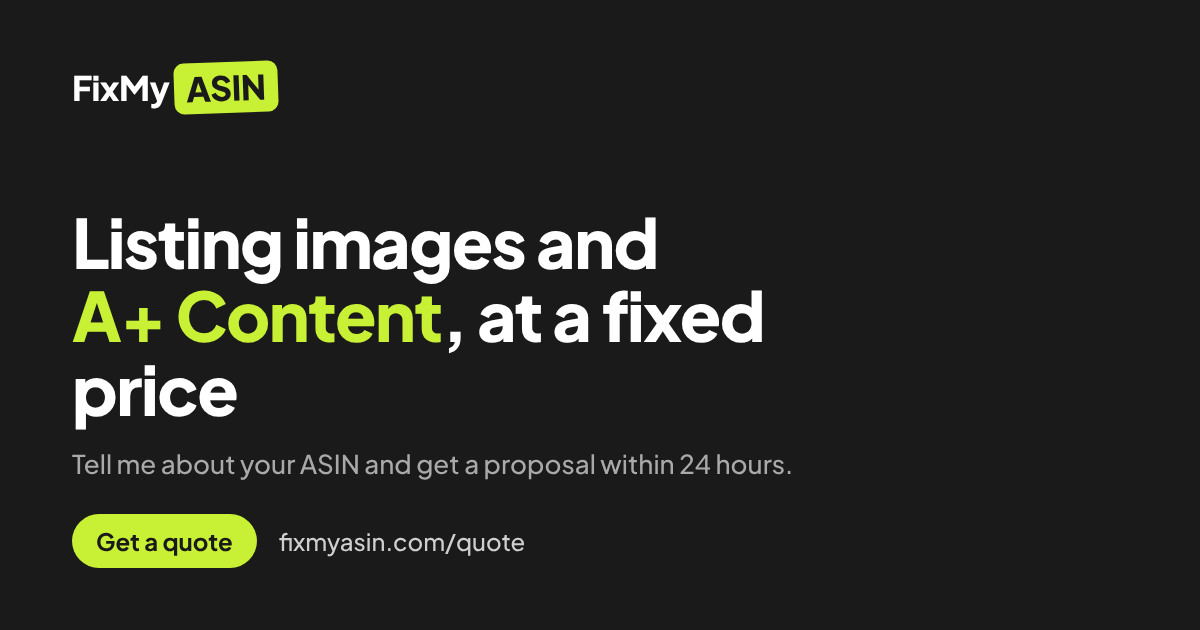 FixMy ASIN
Listing images and
A+ Content, at a fixed
price
Tell me about your ASIN and get a proposal within 24 hours.
Get a quote fixmyasin.com/quote